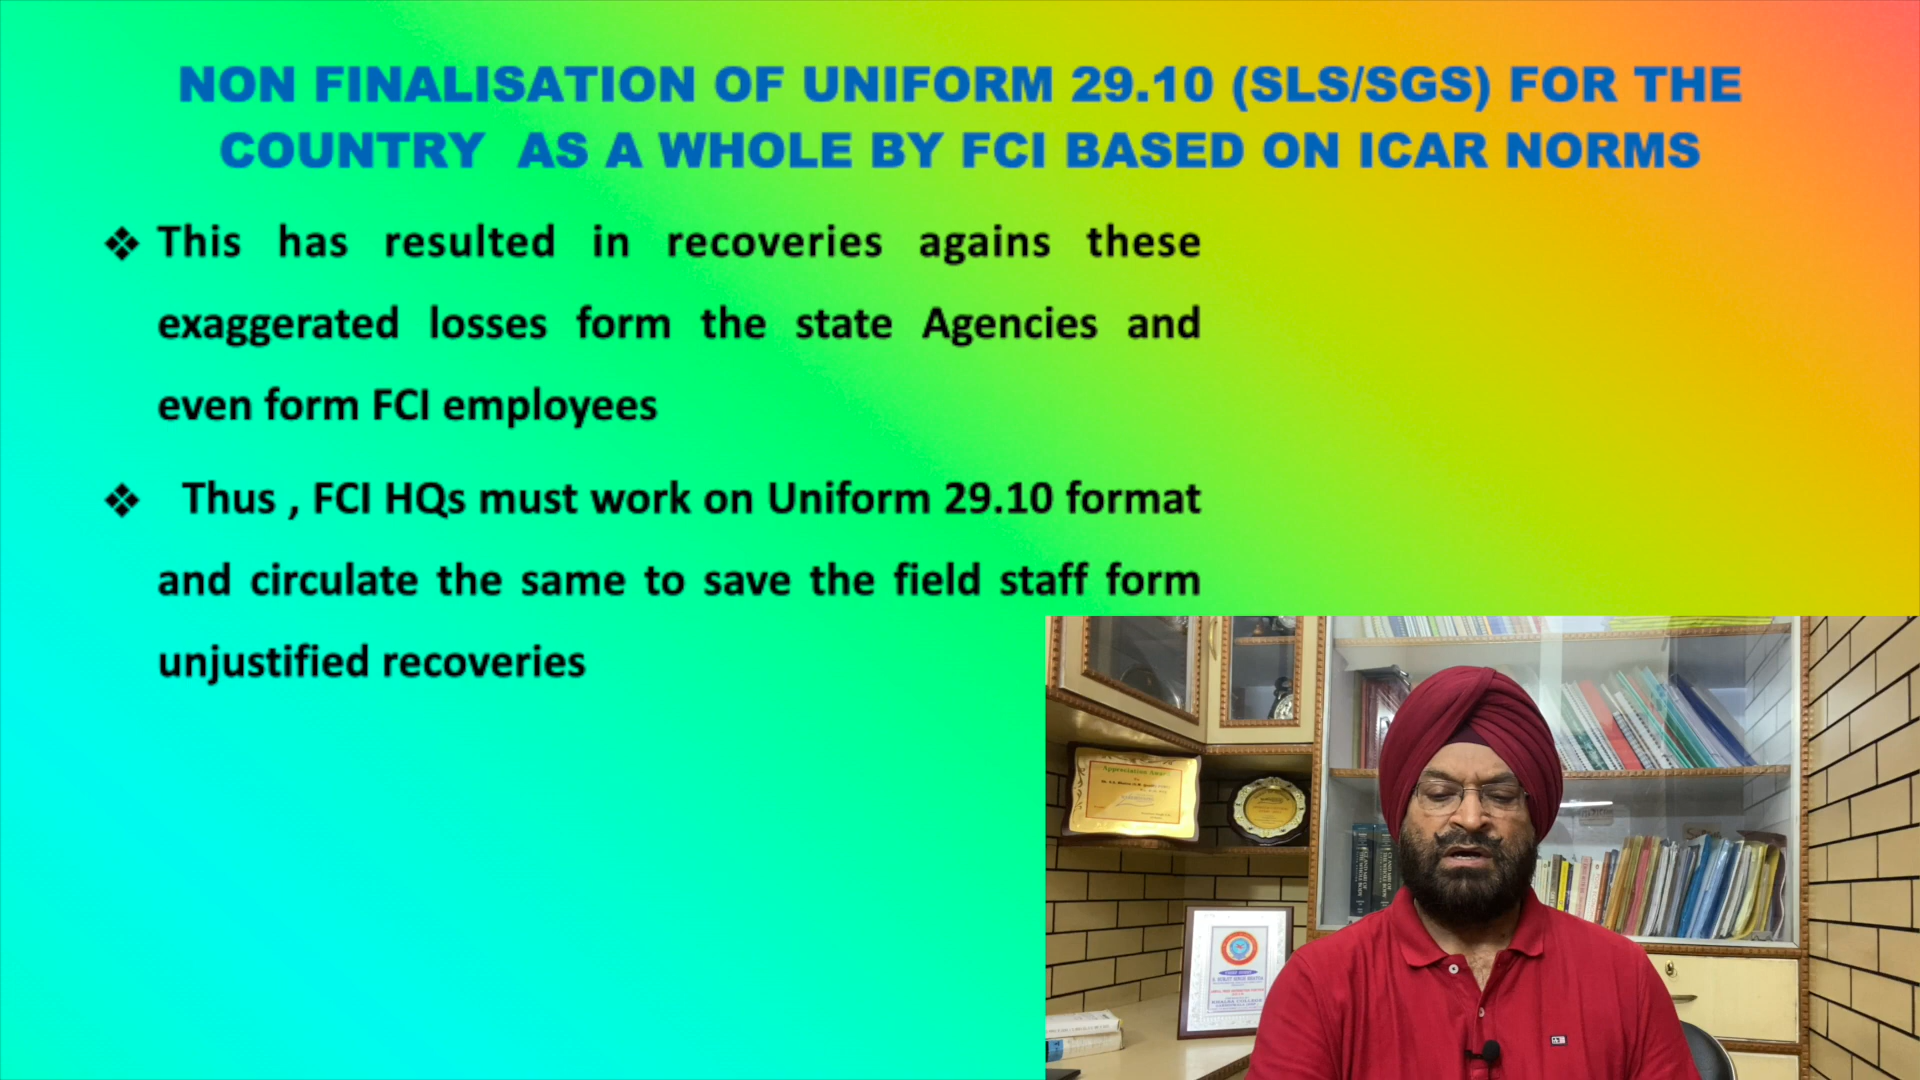 NON FINALISATION OF UNIFORM 29.10 (SLS/SGS) FOR THE
COUNTRY AS A WHOLE BY FCI BASED ON ICAR NORMS
❖ This has resulted in recoveries agains these
exaggerated losses form the state Agencies and
even form FCI employees
❖ Thus , FCI HQs must work on Uniform 29.10 format
and circulate the same to save the field staff form
unjustified recoveries
Appreciation Award